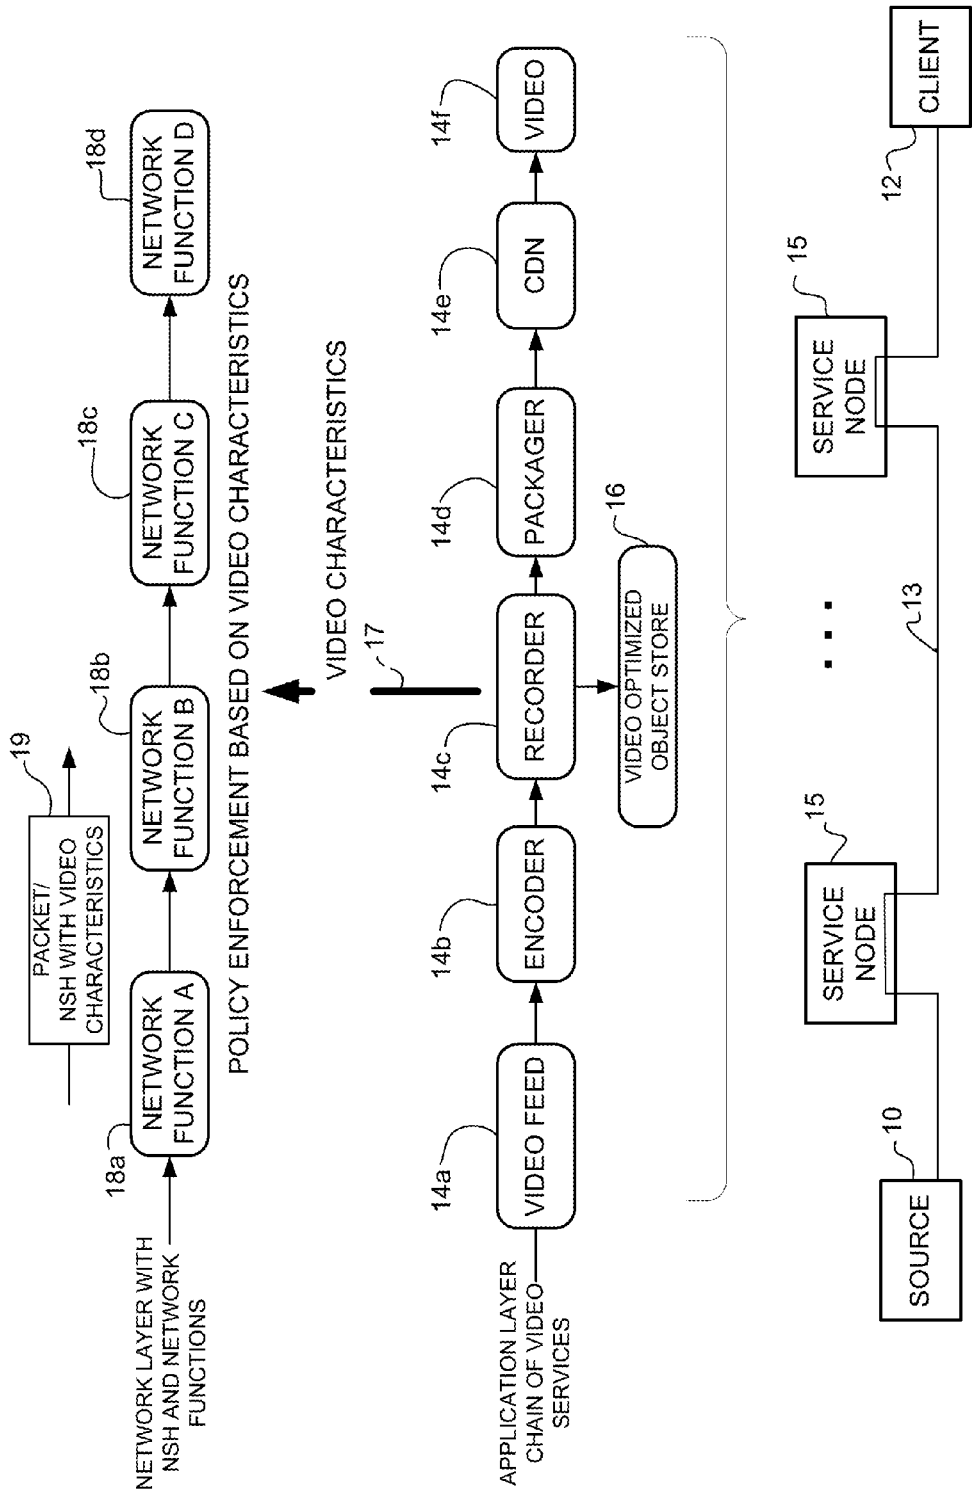 19
PACKET/
NSH WITH VIDEO
CHARACTERISTICS
NETWORK LAYER WITH
NSH AND NETWORK
FUNCTIONS
18a
NETWORK
FUNCTION A
18b
NETWORK
FUNCTION B
18c
NETWORK
FUNCTION C
18d
NETWORK
FUNCTION D
POLICY ENFORCEMENT BASED ON VIDEO CHARACTERISTICS
VIDEO CHARACTERISTICS
17
APPLICATION LAYER
CHAIN OF VIDEO
SERVICES
14a
VIDEO FEED
14b
ENCODER
14c
RECORDER
14d
PACKAGER
14e
CDN
14f
VIDEO
16
VIDEO OPTIMIZED
OBJECT STORE
15
SERVICE
NODE
15
SERVICE
NODE
10
SOURCE
13
12
CLIENT